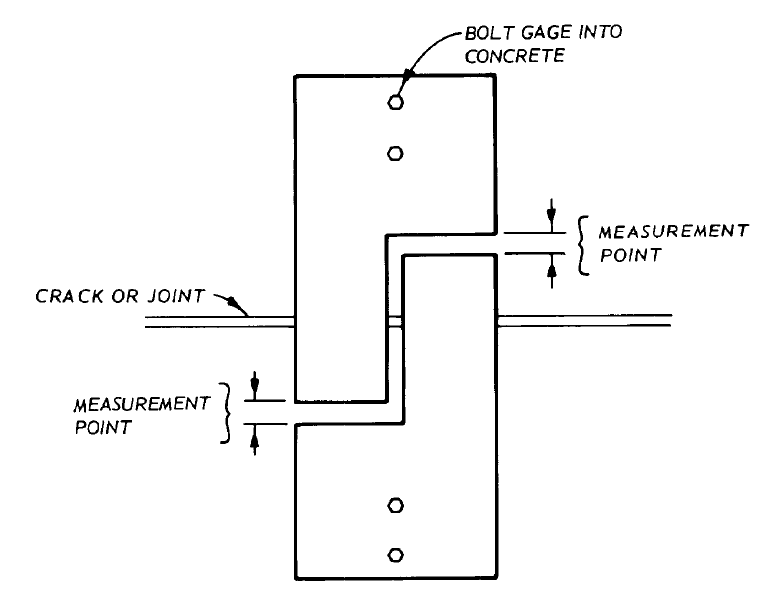 BOLT GAGE INTO
CONCRETE
MEASUREMENT
POINT
CRACK OR JOINT
MEASUREMENT
POINT